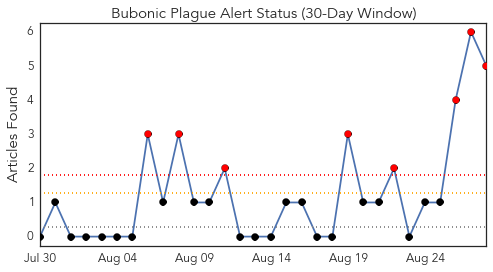 Bubonic Plague Alert Status (30-Day Window)
Articles Found
6
5
4
3
2
1
0
Jul 30 Aug 04 Aug 09 Aug 14 Aug 19 Aug 24